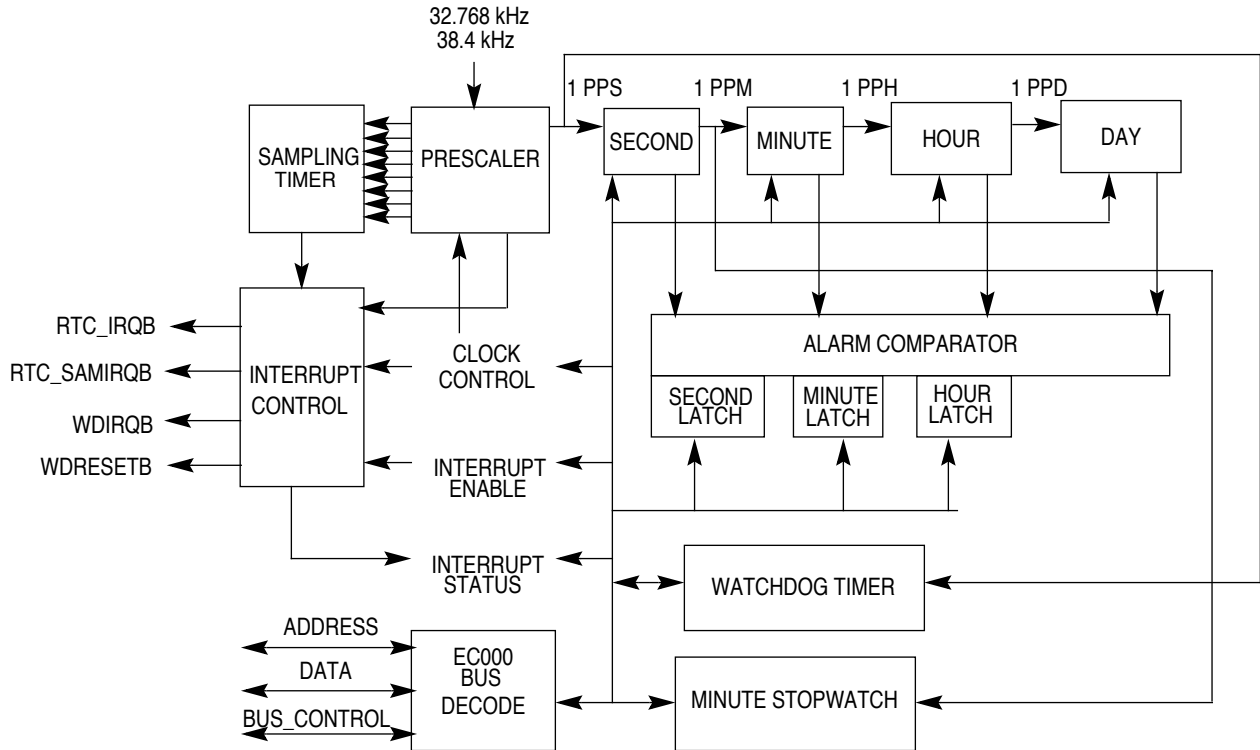 32.768 kHz
38.4 kHz
1 PPS
1 PPM
1 PPH
1 PPD
SAMPLING
TIMER
PRESCALER
SECOND
MINUTE
HOUR
DAY
RTC_IRQB
RTC_SAMIRQB
WDIRQB
WDRESETB
INTERRUPT
CONTROL
CLOCK
CONTROL
INTERRUPT
ENABLE
INTERRUPT
STATUS
ALARM COMPARATOR
SECOND
LATCH
MINUTE
LATCH
HOUR
LATCH
WATCHDOG TIMER
MINUTE STOPWATCH
ADDRESS
DATA
BUS_CONTROL
EC000
BUS
DECODE